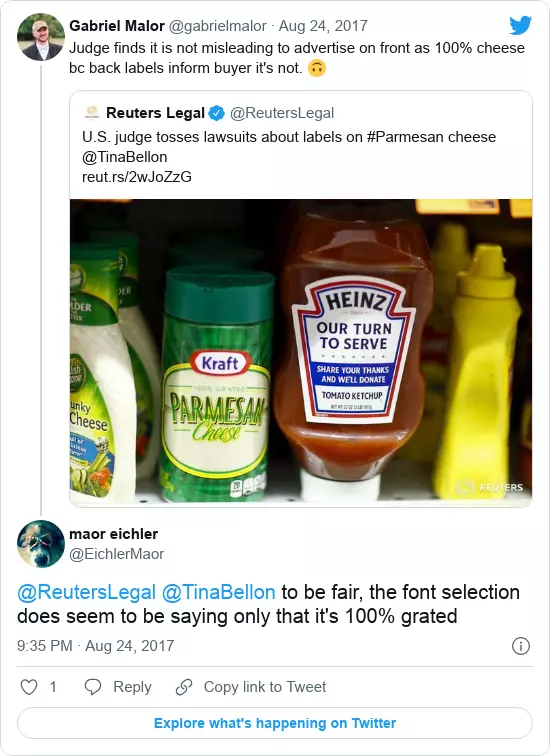 Gabriel Malor @gabrielmalor · Aug 24, 2017
Judge finds it is not misleading to advertise on front as 100% cheese
bc back labels inform buyer it's not. 🙃
Reuters Legal @ReutersLegal
U.S. judge tosses lawsuits about labels on #Parmesan cheese
@TinaBellon
reut.rs/2wJoZzG
Cheese
Kraft
100% GRATED
PARMESAN
Cheese
HEINZ
OUR TURN
TO SERVE
SHARE YOUR THANKS
AND WE'LL DONATE
TOMATO KETCHUP
REUTERS
maor eichler
@EichlerMaor
@ReutersLegal @TinaBellon to be fair, the font selection
does seem to be saying only that it's 100% grated
9:35 PM · Aug 24, 2017
1 Reply Copy link to Tweet
Explore what's happening on Twitter